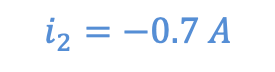 i₂ = −0.7 A